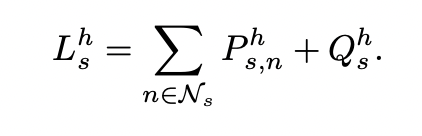 $L_s^h = \sum_{n \in \mathcal{N}_s} P_{s,n}^h + Q_s^h.$